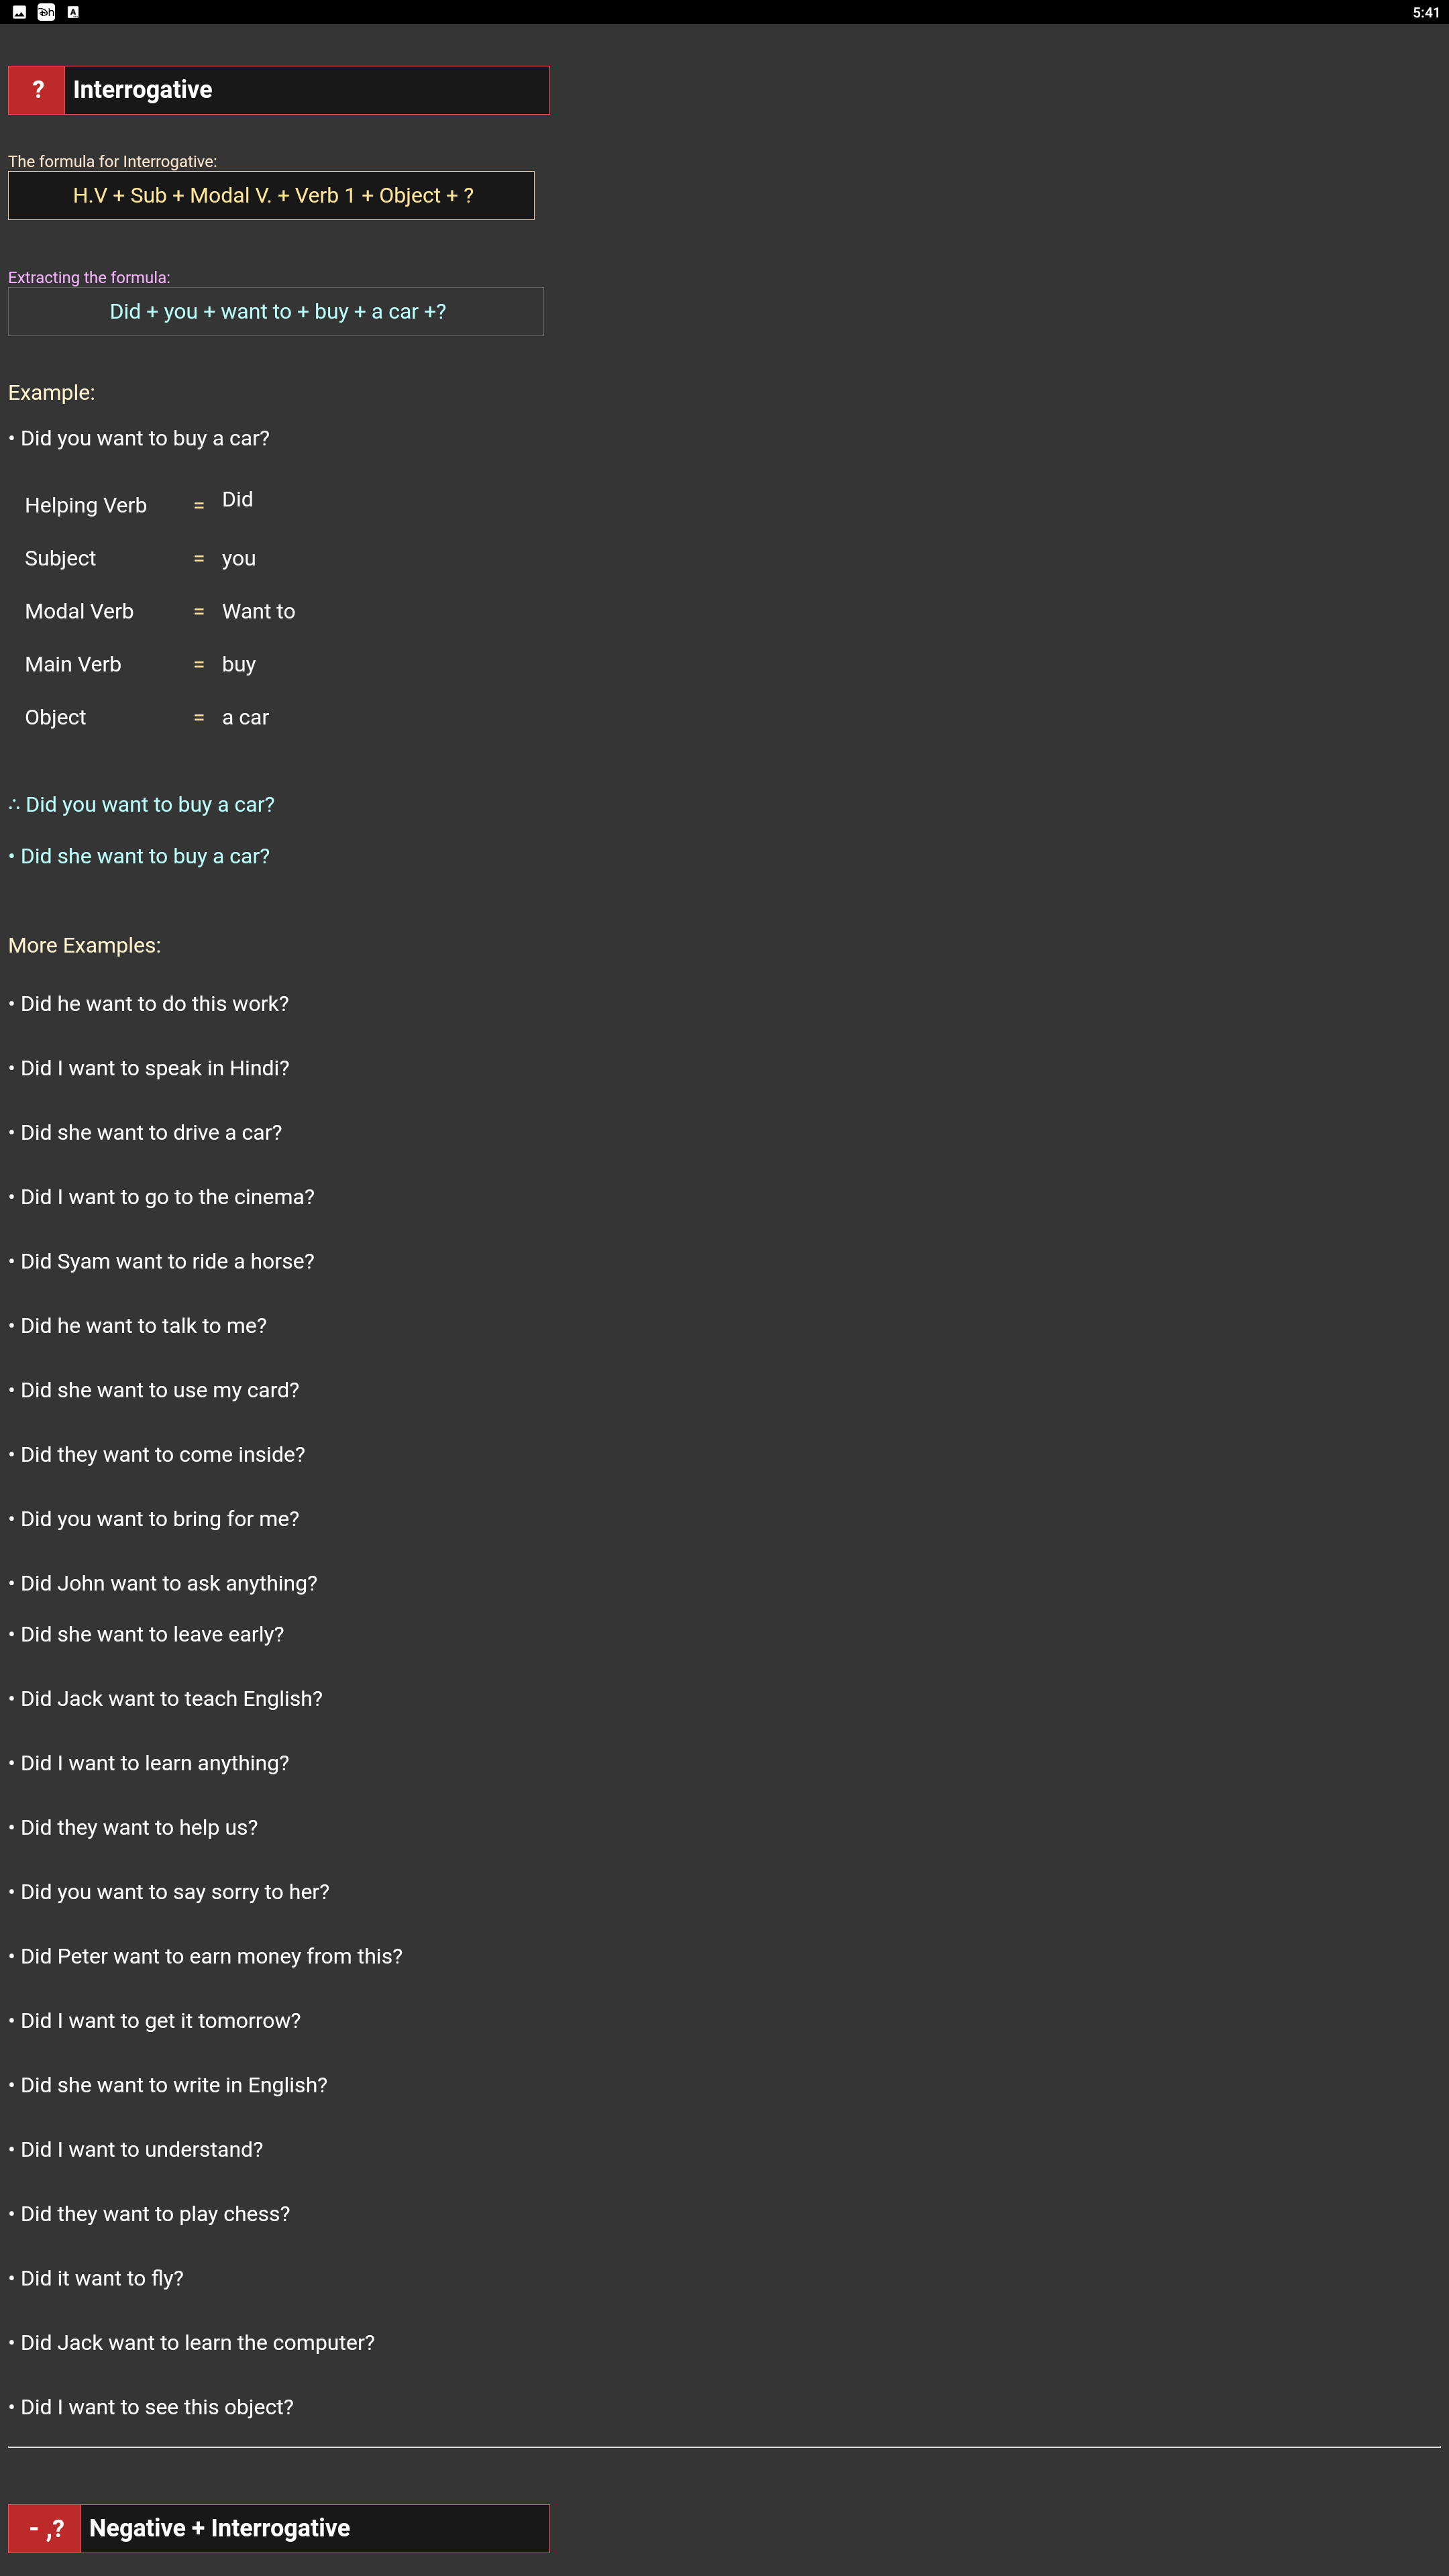 5:41
? Interrogative
The formula for Interrogative:
H.V + Sub + Modal V. + Verb 1 + Object + ?
Extracting the formula:
Did + you + want to + buy + a car +?
Example:
• Did you want to buy a car?
Helping Verb = Did
Subject = you
Modal Verb = Want to
Main Verb = buy
Object = a car
∴ Did you want to buy a car?
• Did she want to buy a car?
More Examples:
• Did he want to do this work?
• Did I want to speak in Hindi?
• Did she want to drive a car?
• Did I want to go to the cinema?
• Did Syam want to ride a horse?
• Did he want to talk to me?
• Did she want to use my card?
• Did they want to come inside?
• Did you want to bring for me?
• Did John want to ask anything?
• Did she want to leave early?
• Did Jack want to teach English?
• Did I want to learn anything?
• Did they want to help us?
• Did you want to say sorry to her?
• Did Peter want to earn money from this?
• Did I want to get it tomorrow?
• Did she want to write in English?
• Did I want to understand?
• Did they want to play chess?
• Did it want to fly?
• Did Jack want to learn the computer?
• Did I want to see this object?
- ,? Negative + Interrogative